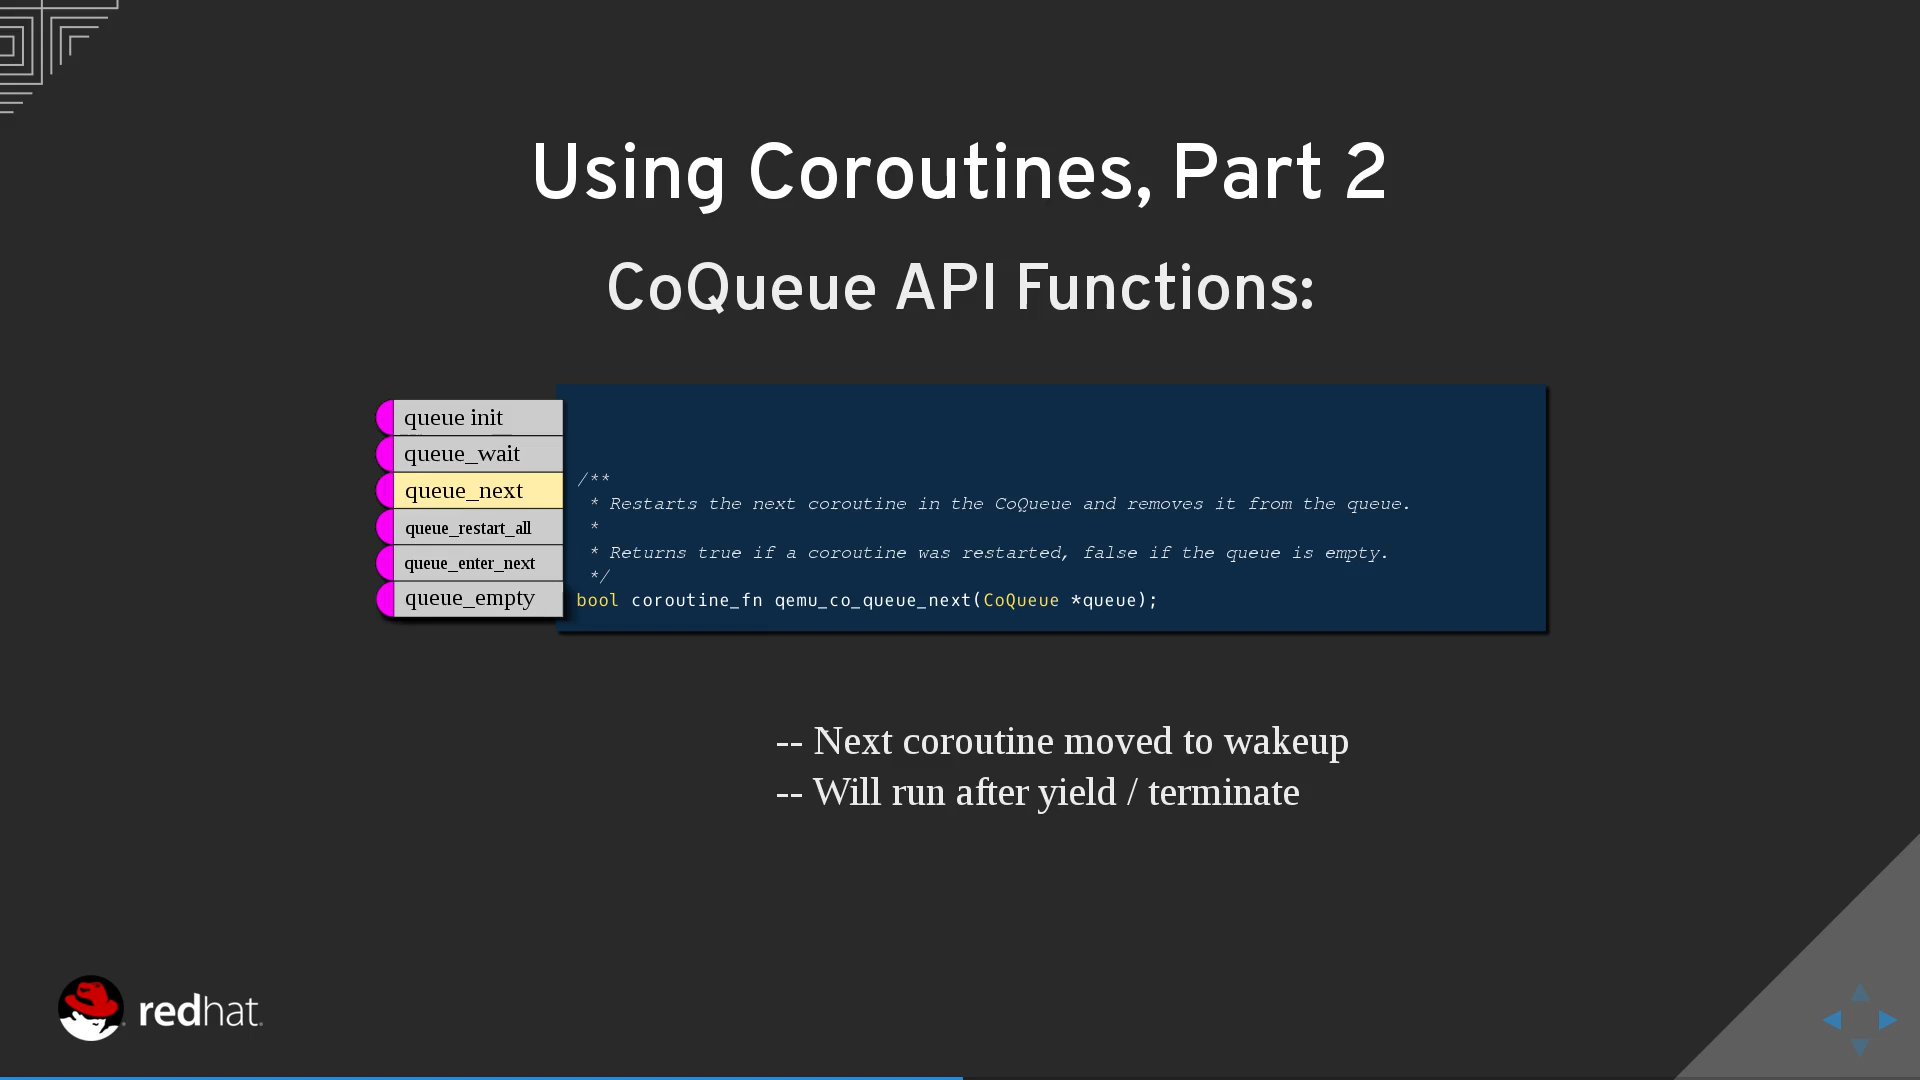 Using Coroutines, Part 2
CoQueue API Functions:
queue init
queue_wait
queue_next
queue_restart_all
queue_enter_next
queue_empty
/**
* Restarts the next coroutine in the CoQueue and removes it from the queue.
*
* Returns true if a coroutine was restarted, false if the queue is empty.
*/
bool coroutine_fn qemu_co_queue_next(CoQueue *queue);
-- Next coroutine moved to wakeup
-- Will run after yield / terminate
redhat.